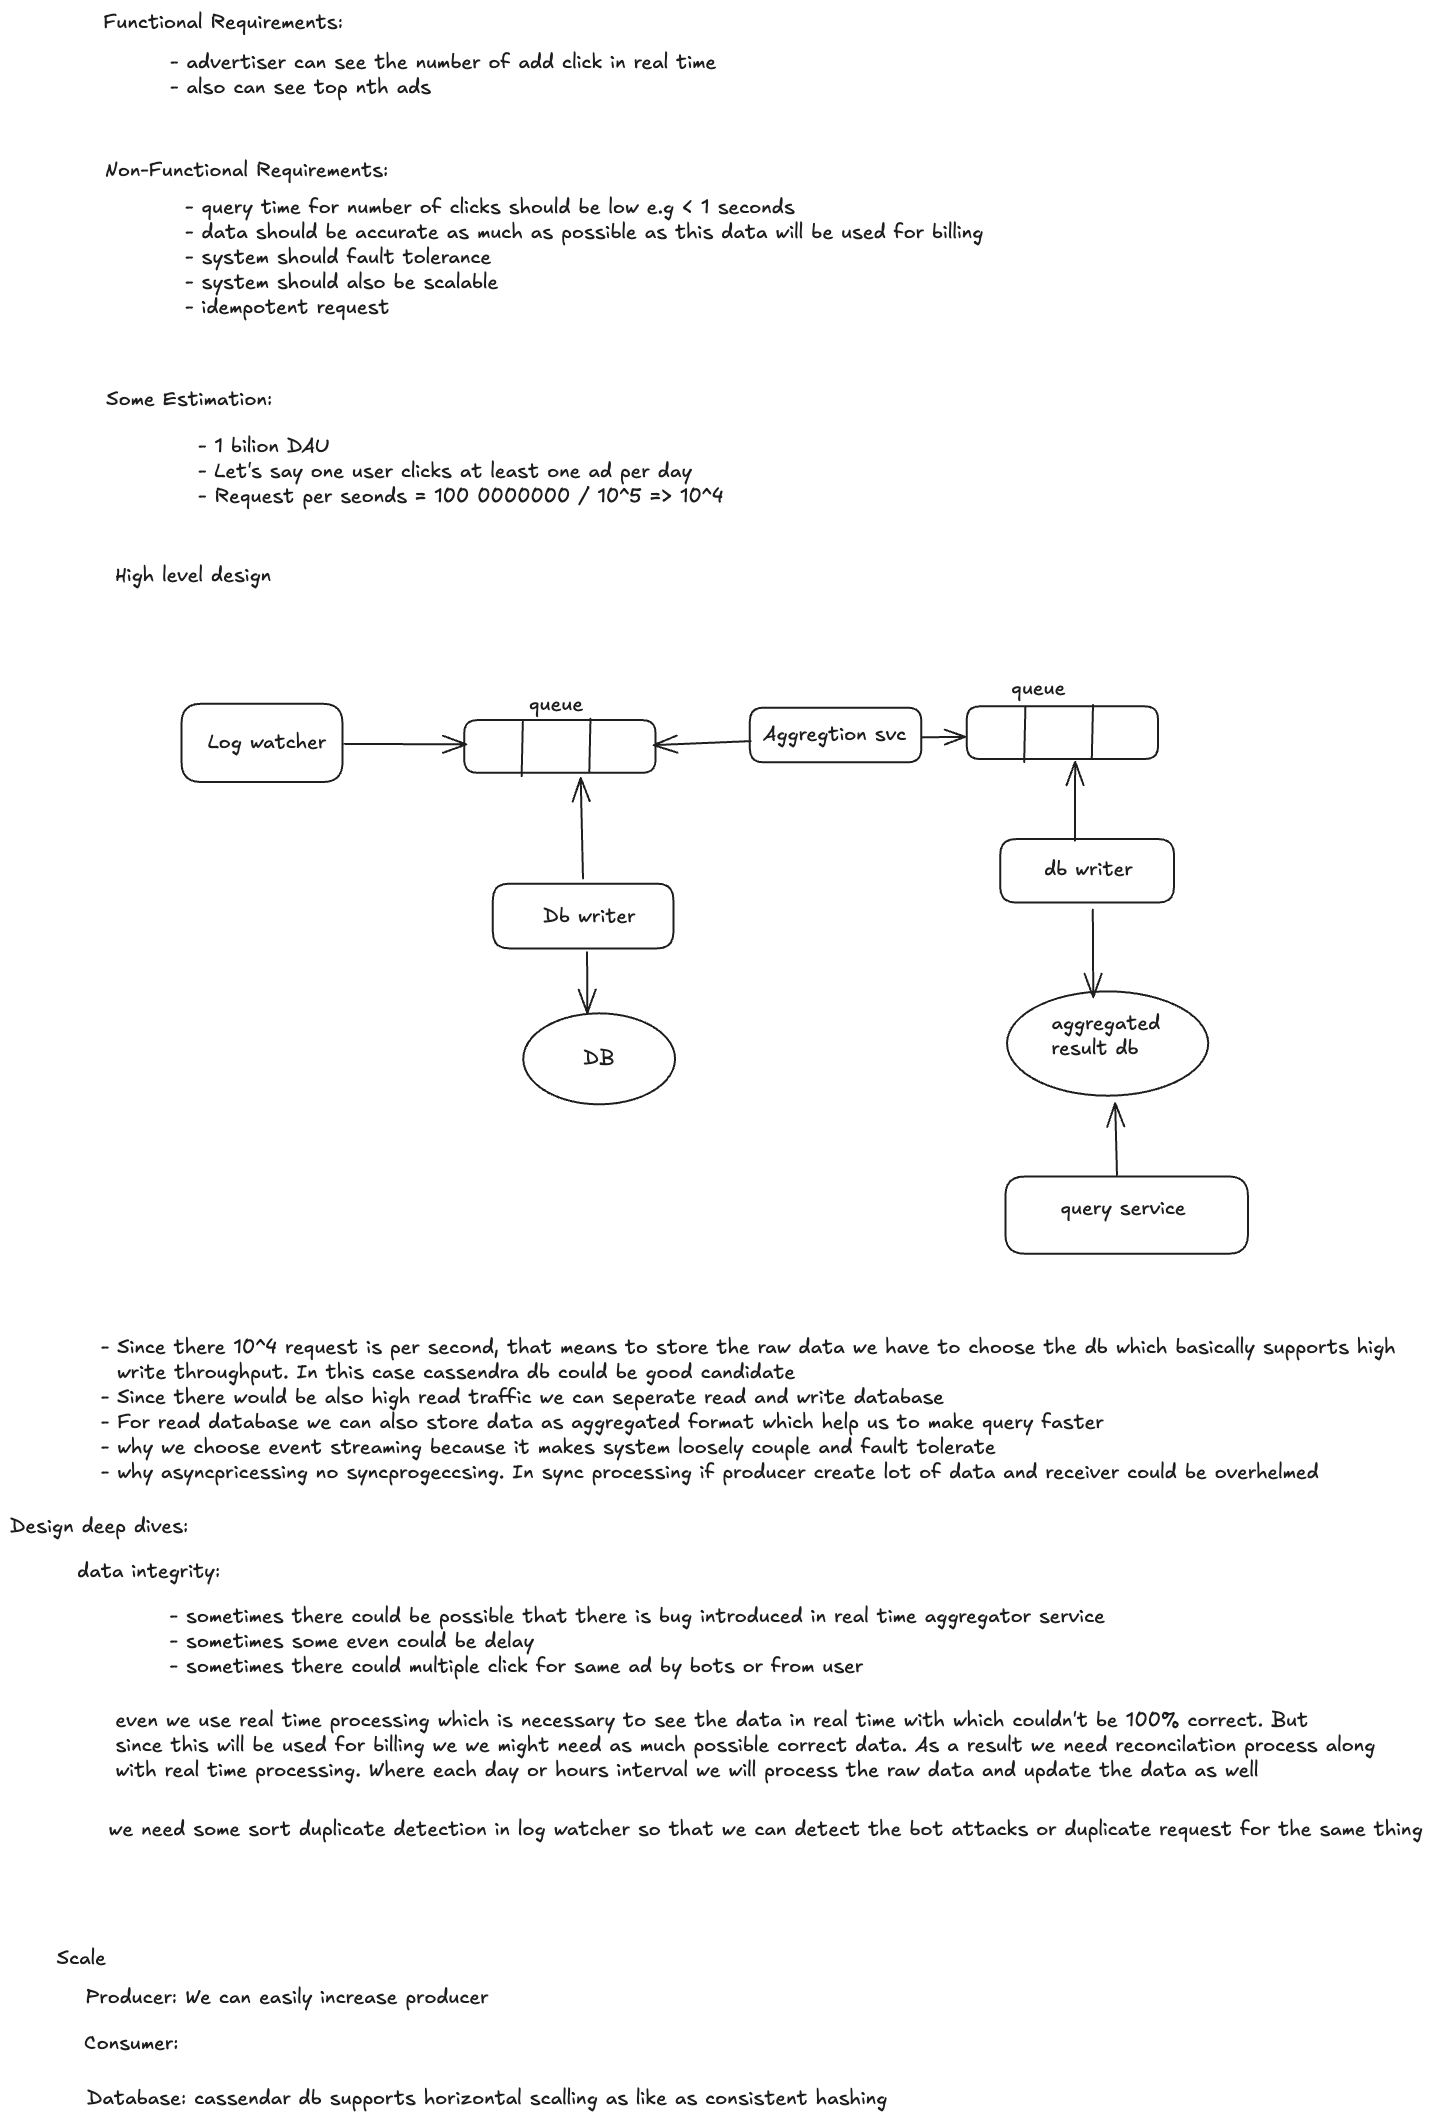 Functional Requirements:
- advertiser can see the number of add click in real time
- also can see top nth ads
Non-Functional Requirements:
- query time for number of clicks should be low e.g < 1 seconds
- data should be accurate as much as possible as this data will be used for billing
- system should fault tolerance
- system should also be scalable
- idempotent request
Some Estimation:
- 1 bilion DAU
- Let's say one user clicks at least one ad per day
- Request per seonds = 100 0000000 / 10^5 => 10^4
High level design
queue
queue
Log watcher
Aggregtion svc
db writer
Db writer
aggregated
result db
DB
query service
- Since there 10^4 request is per second, that means to store the raw data we have to choose the db which basically supports high
write throughput. In this case cassendra db could be good candidate
- Since there would be also high read traffic we can seperate read and write database
- For read database we can also store data as aggregated format which help us to make query faster
- why we choose event streaming because it makes system loosely couple and fault tolerate
- why asyncpricessing no syncprogeccsing. In sync processing if producer create lot of data and receiver could be overhelmed
Design deep dives:
data integrity:
- sometimes there could be possible that there is bug introduced in real time aggregator service
- sometimes some even could be delay
- sometimes there could multiple click for same ad by bots or from user
even we use real time processing which is necessary to see the data in real time with which couldn't be 100% correct. But
since this will be used for billing we we might need as much possible correct data. As a result we need reconcilation process along
with real time processing. Where each day or hours interval we will process the raw data and update the data as well
we need some sort duplicate detection in log watcher so that we can detect the bot attacks or duplicate request for the same thing
Scale
Producer: We can easily increase producer
Consumer:
Database: cassendar db supports horizontal scalling as like as consistent hashing